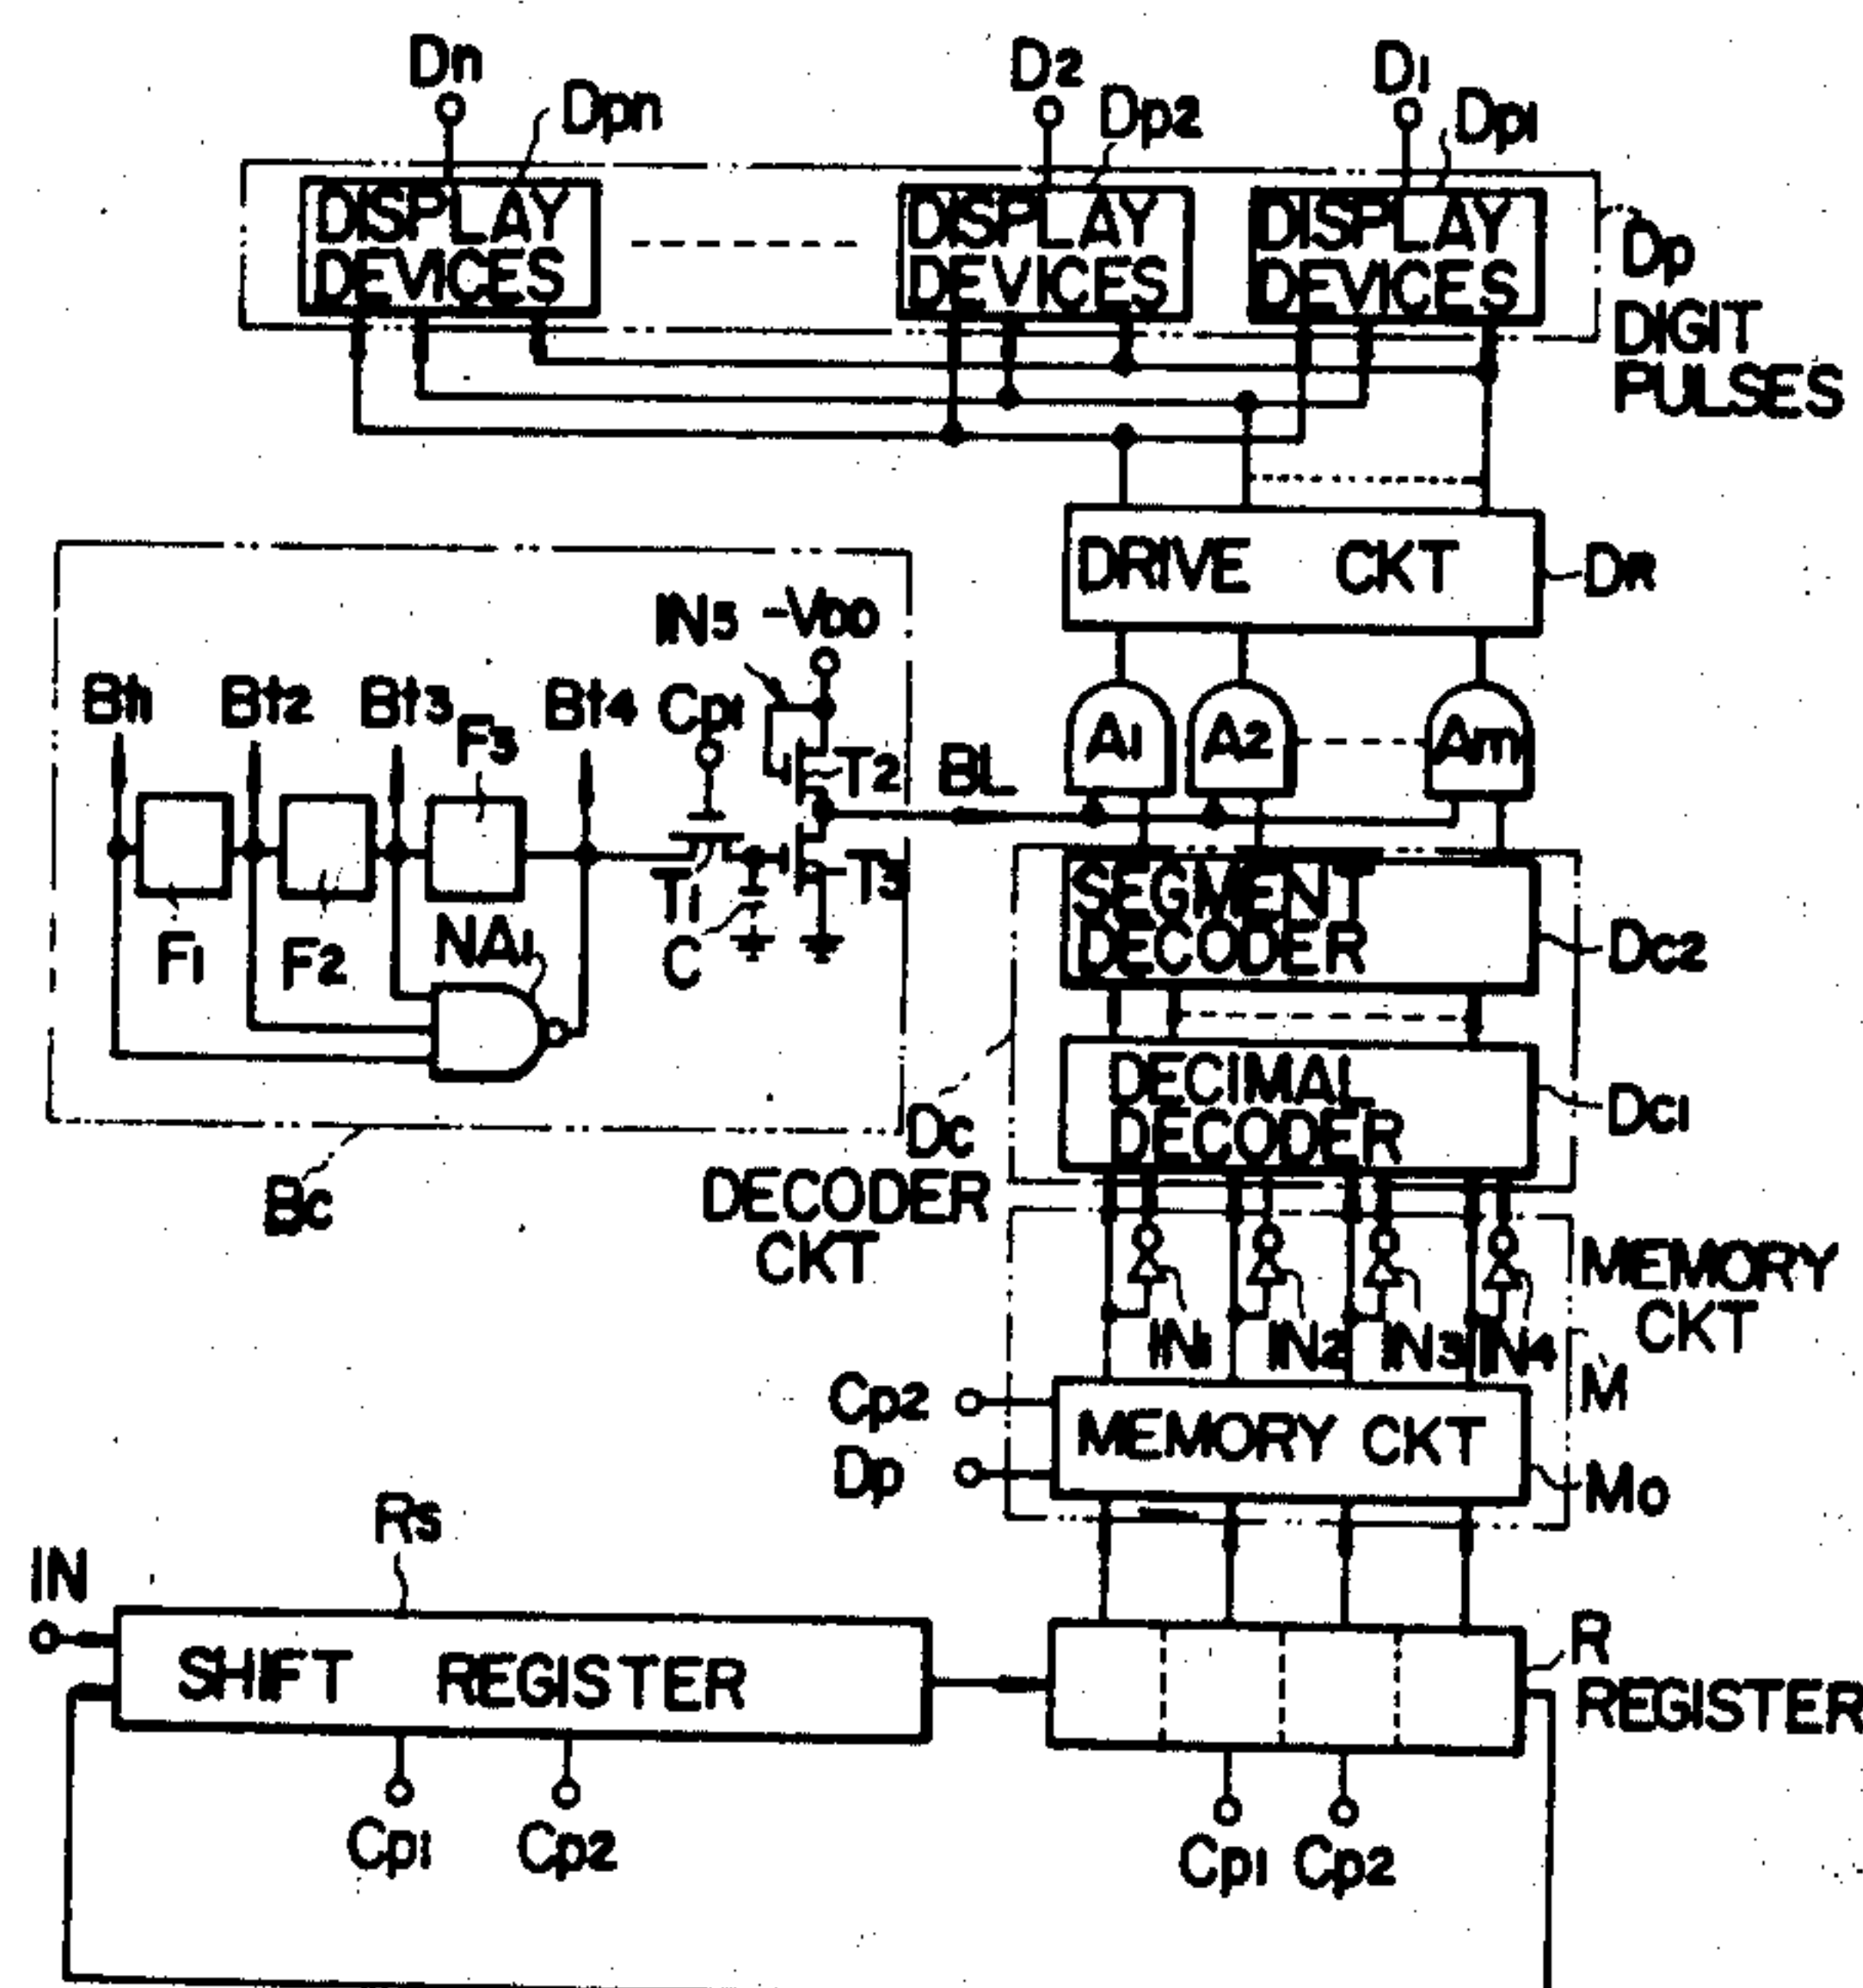 Dn
Dpn
D2
Dp2
D1
Dp1
DISPLAY
DEVICES
DISPLAY
DEVICES
DISPLAY
DEVICES
Dp
DIGIT
PULSES
DRIVE CKT
DR
IN5
-VDD
Bt1
Bt2
Bt3
F3
Bt4
Cp1
T2
BL
A1
A2
Am
F1
F2
NA1
T1
C
T3
SEGMENT
DECODER
Dc2
DECIMAL
DECODER
Dc1
Bc
Dc
DECODER
CKT
IN1
IN2
IN3
IN4
MEMORY
CKT
M
Cp2
Dp
MEMORY CKT
Mo
Rs
IN
SHIFT REGISTER
R
REGISTER
Cp1
Cp2
Cp1
Cp2